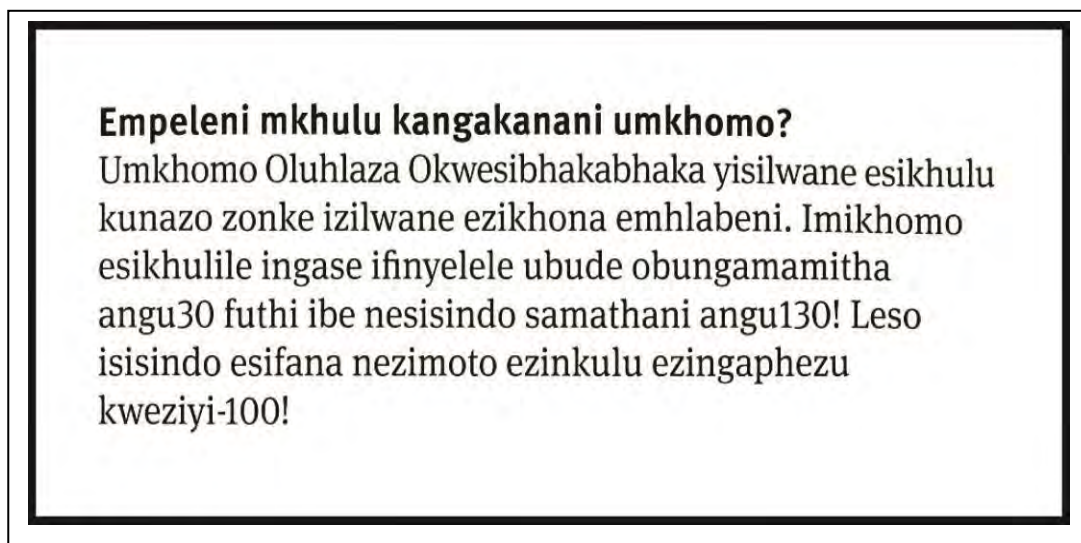 Empeleni mkhulu kangakanani umkhomo?
Umkhomo Oluhlaza Okwesibhakabhaka yisilwane esikhulu
kunazo zonke izilwane ezikhona emhlabeni. Imikhomo
esikhulile ingase ifinyelele ubude obungamamitha
angu30 futhi ibe nesisindo samathani angu130! Leso
isisindo esifana nezimoto ezinkulu ezingaphezu
kweziyi-100!